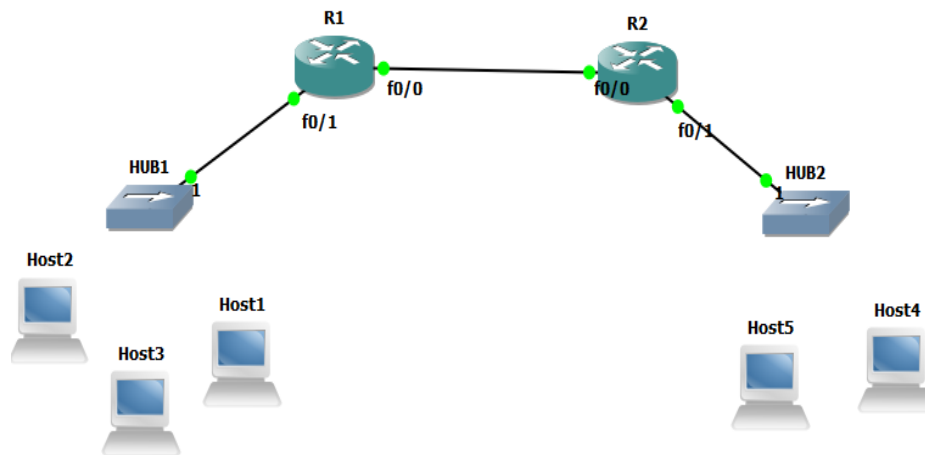 R1
R2
f0/0
f0/0
f0/1
f0/1
HUB1
1
HUB2
1
Host2
Host1
Host3
Host4
Host5